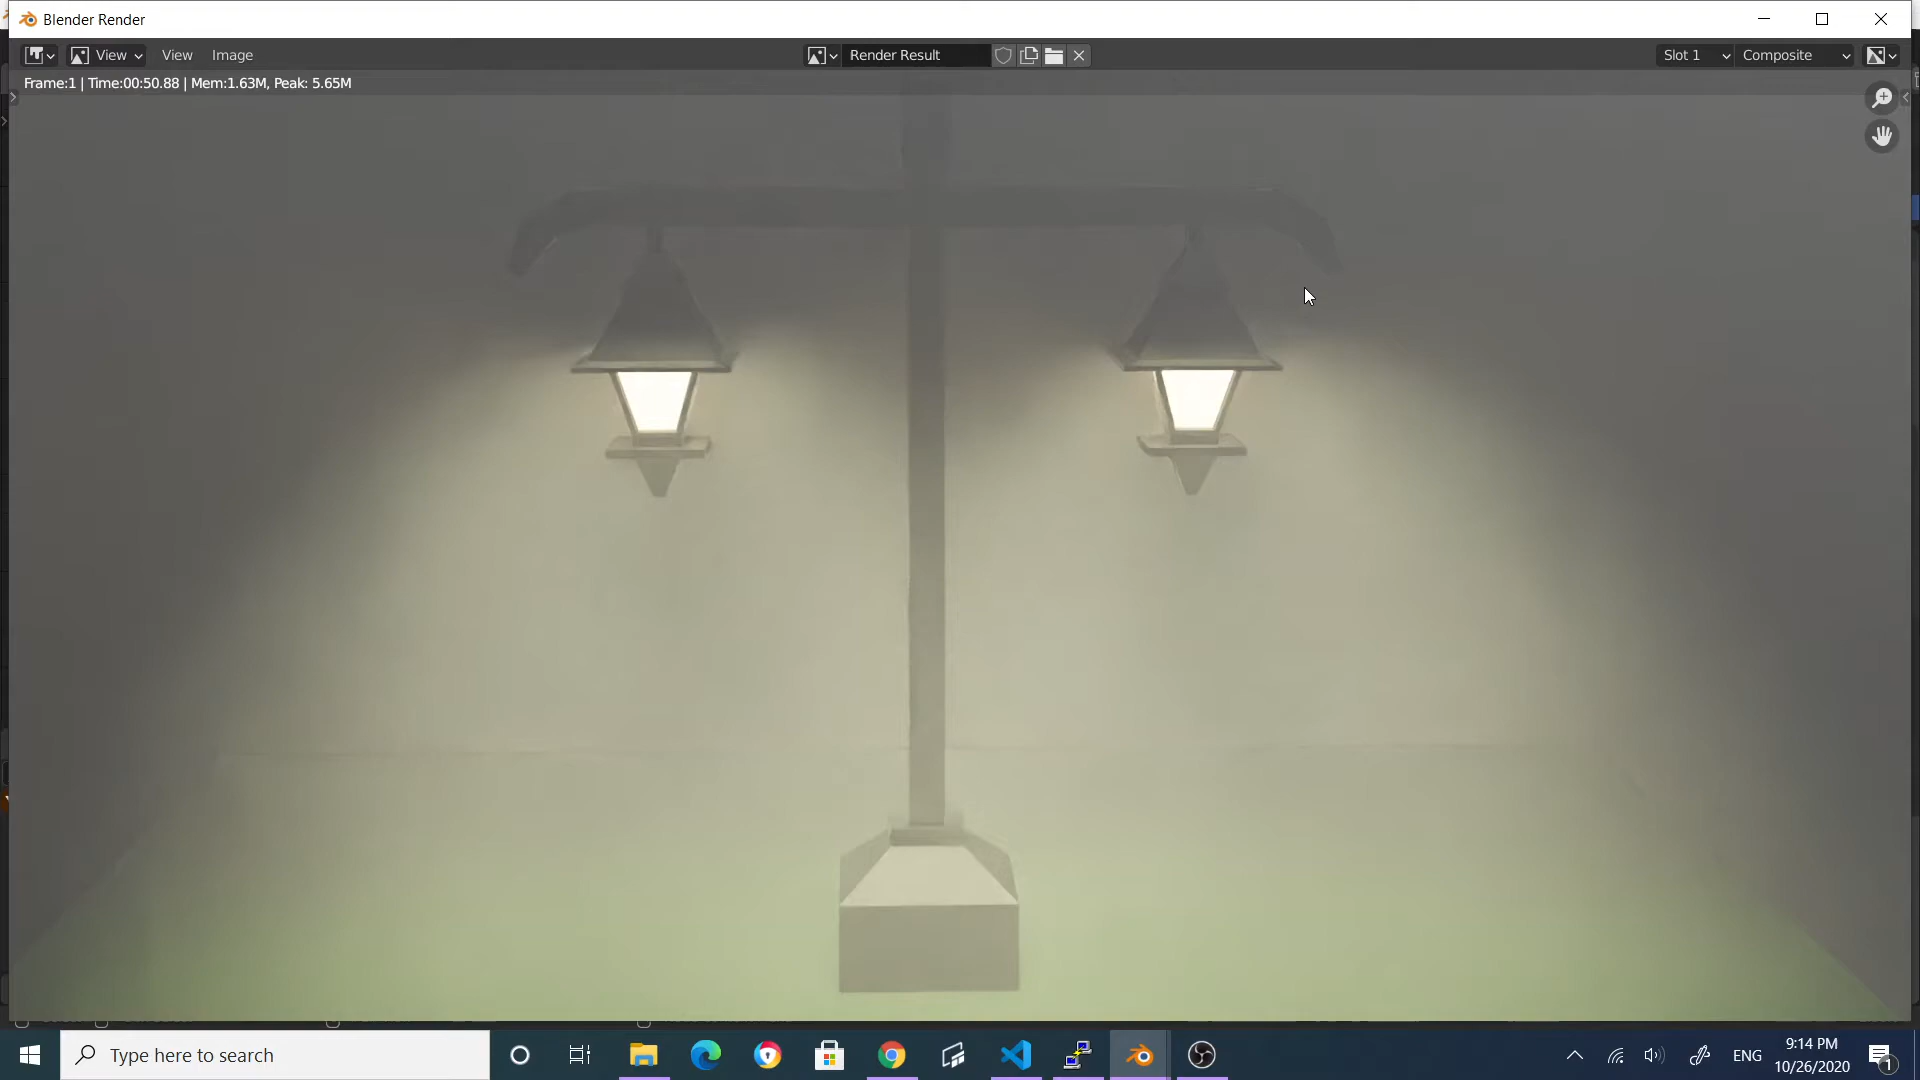 Blender Render
View View Image Render Result Slot 1 Composite
Frame:1 | Time:00:50.88 | Mem:1.63M, Peak: 5.65M
Type here to search
ENG
9:14 PM
10/26/2020
1